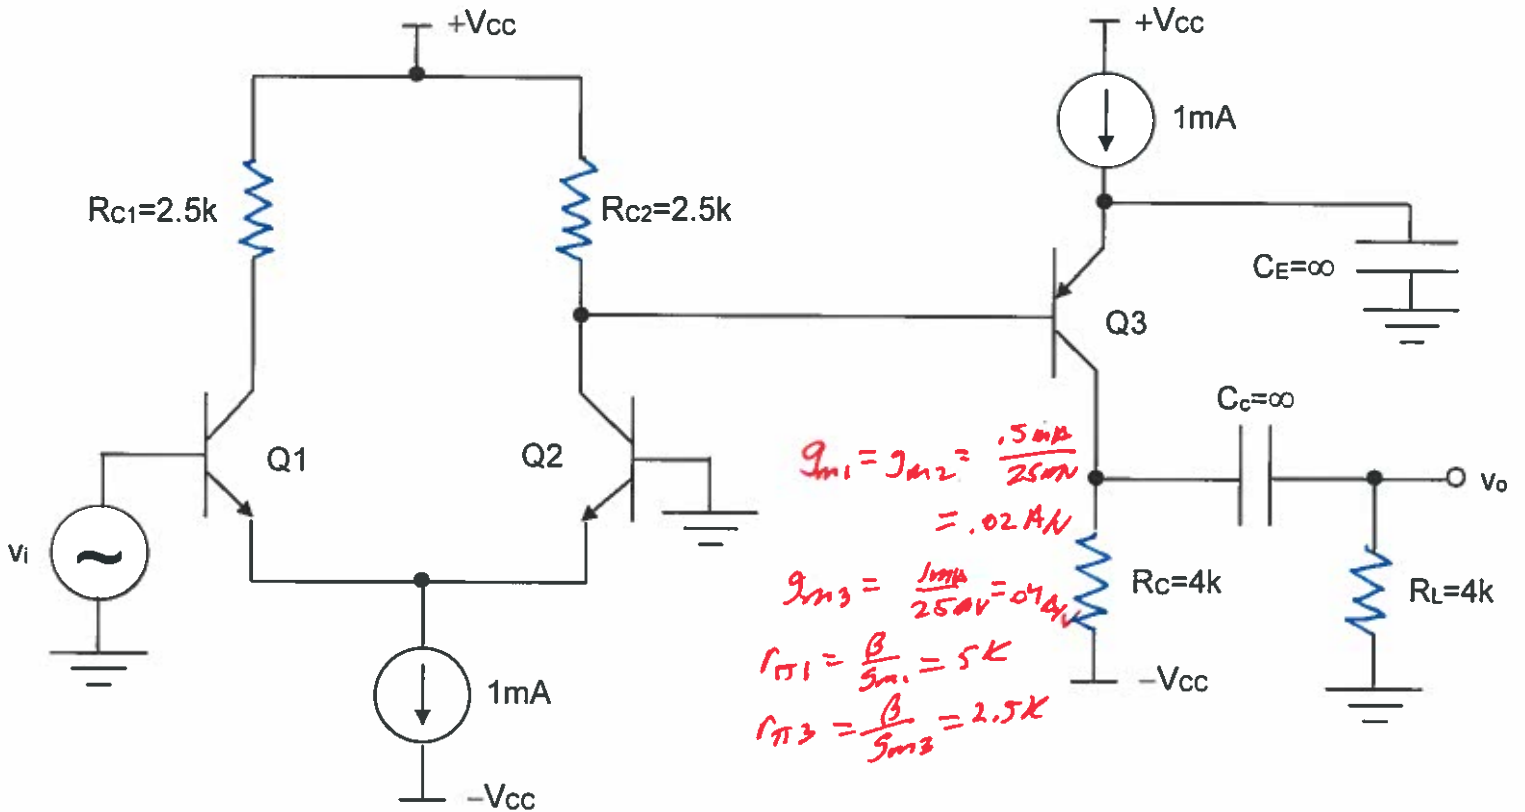 +Vcc
+Vcc
1mA
RC1=2.5k
RC2=2.5k
CE=∞
Q3
Cc=∞
Q1
Q2
gm1 = gm2 = .5mA / 25mV
= .02 A/V
vo
vi
gm3 = 1mA / 25mV = .04 A/V
RC=4k
RL=4k
rπ1 = β / gm1 = 5K
−Vcc
1mA
rπ3 = β / gm3 = 2.5K
−Vcc